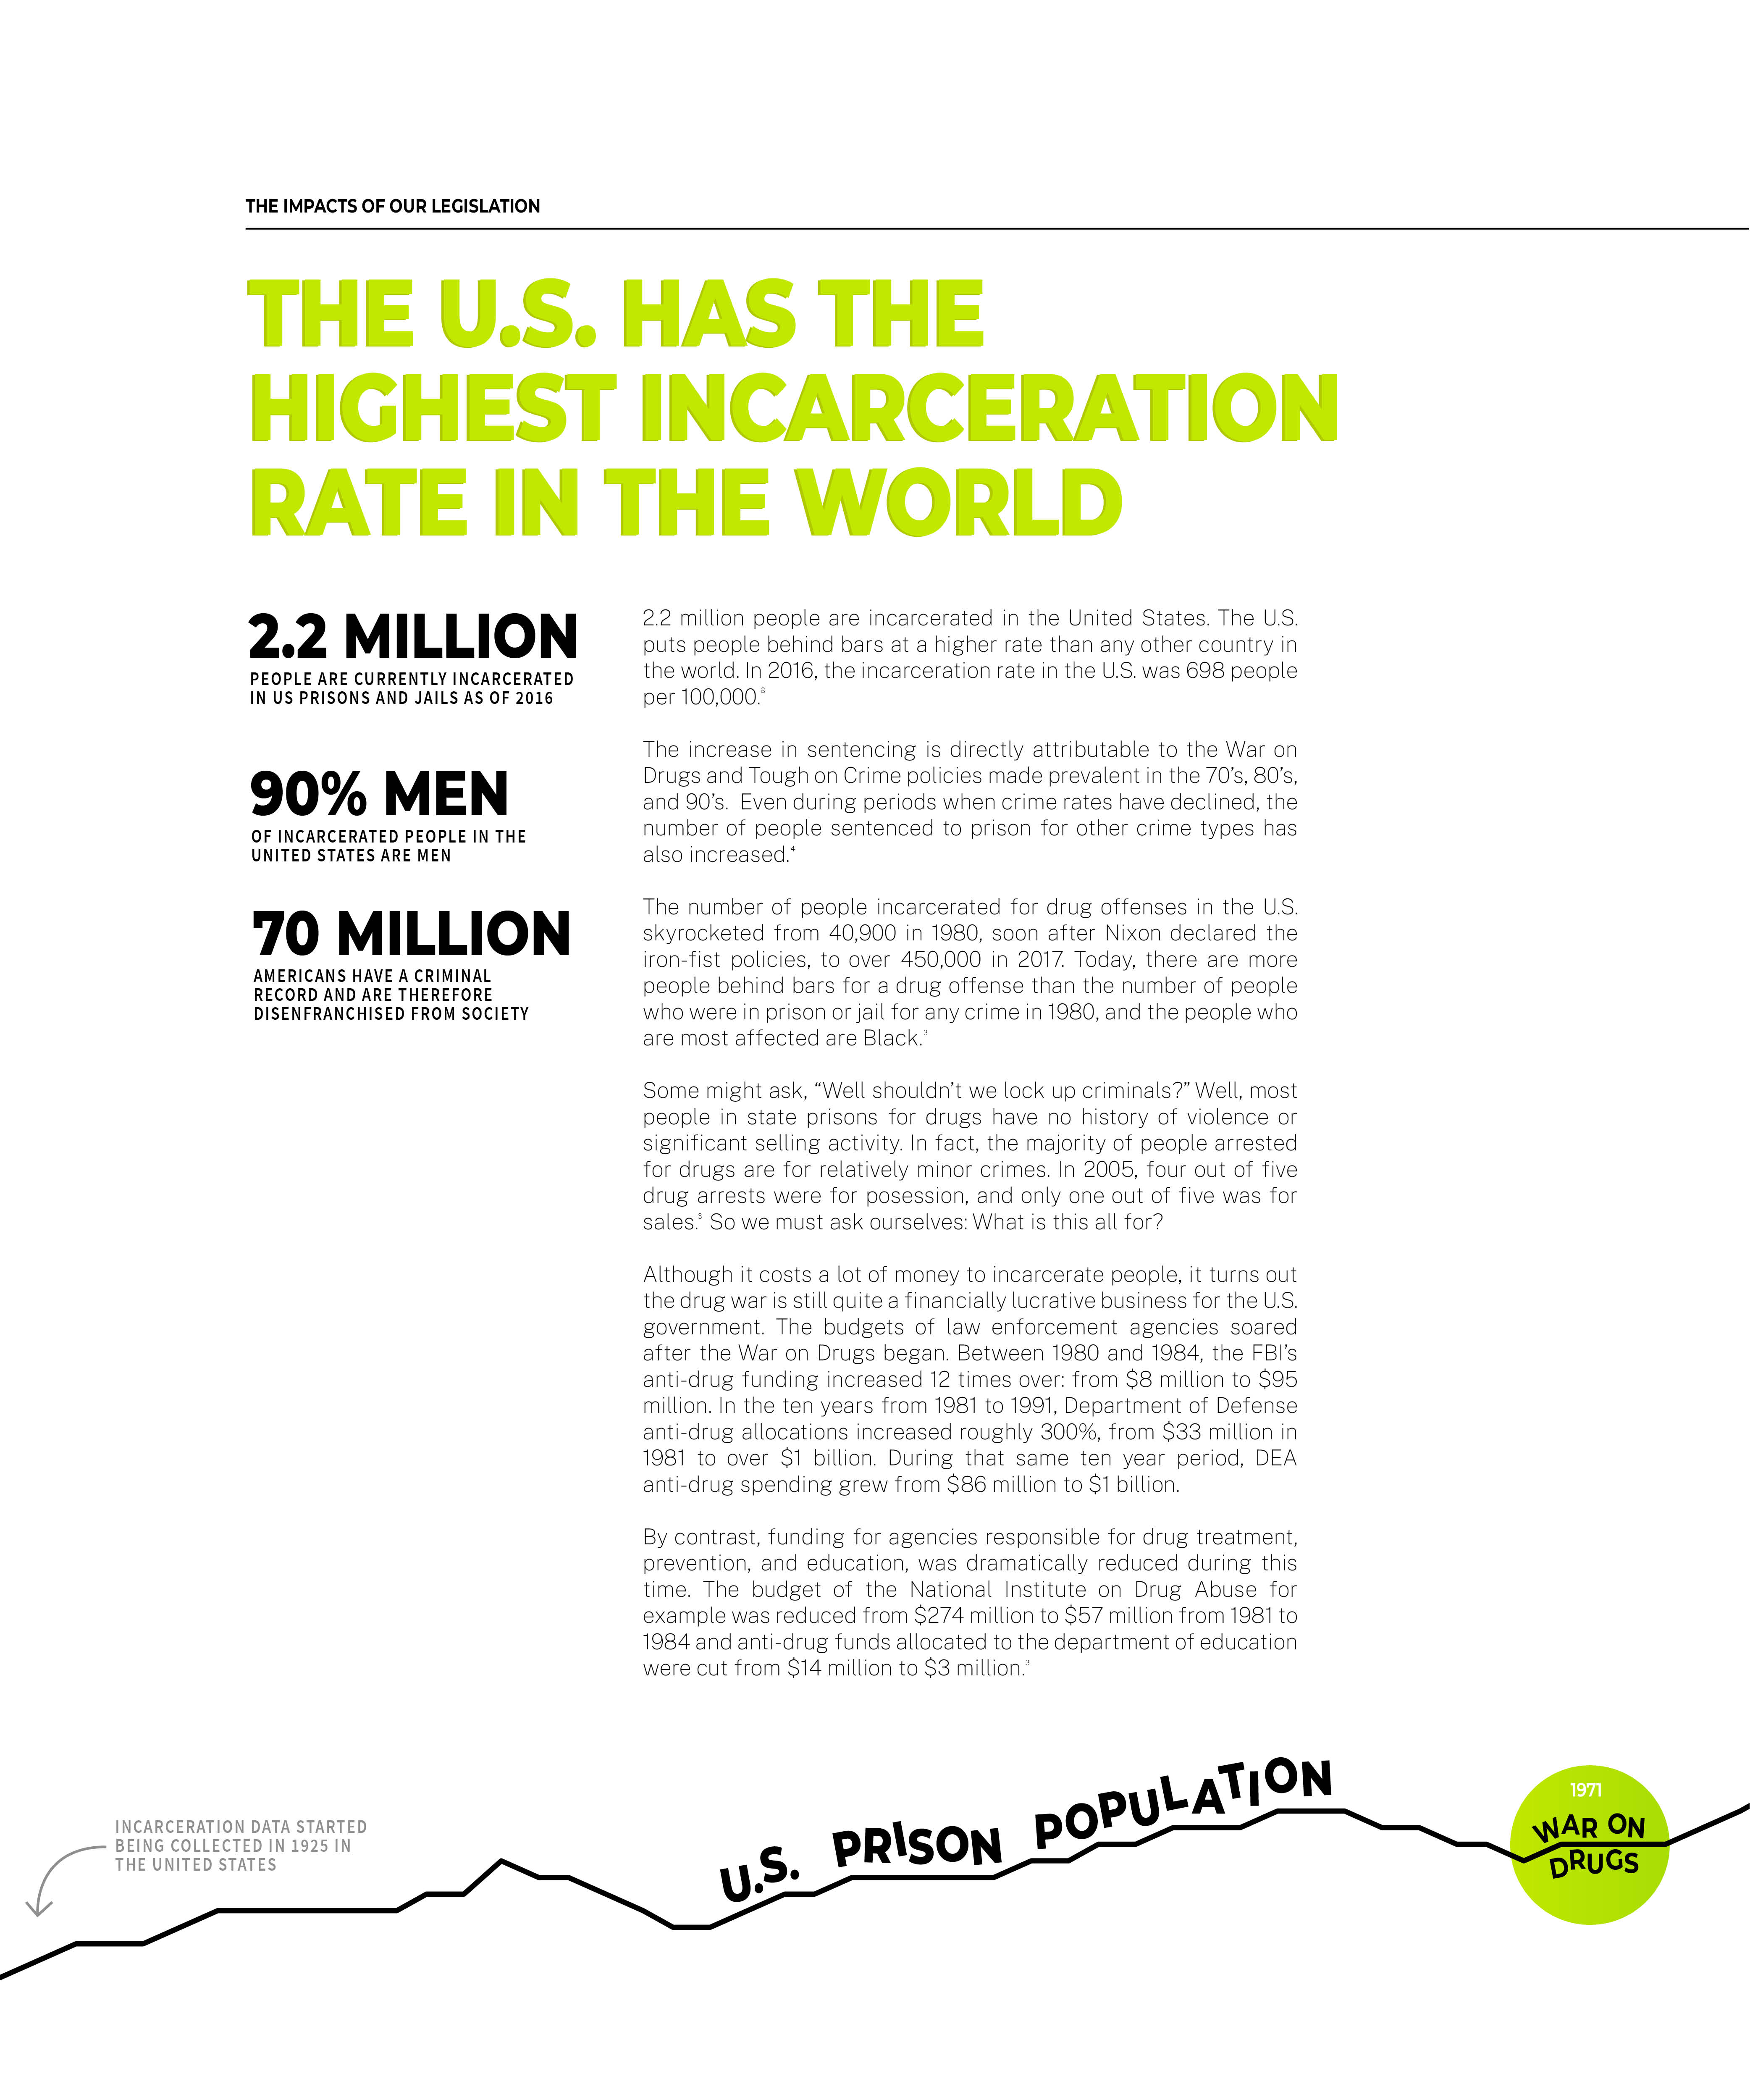 THE IMPACTS OF OUR LEGISLATION
THE U.S. HAS THE
HIGHEST INCARCERATION
RATE IN THE WORLD
2.2 MILLION
PEOPLE ARE CURRENTLY INCARCERATED
IN US PRISONS AND JAILS AS OF 2016
90% MEN
OF INCARCERATED PEOPLE IN THE
UNITED STATES ARE MEN
70 MILLION
AMERICANS HAVE A CRIMINAL
RECORD AND ARE THEREFORE
DISENFRANCHISED FROM SOCIETY
2.2 million people are incarcerated in the United States. The U.S.
puts people behind bars at a higher rate than any other country in
the world. In 2016, the incarceration rate in the U.S. was 698 people
per 100,000.⁸
The increase in sentencing is directly attributable to the War on
Drugs and Tough on Crime policies made prevalent in the 70’s, 80’s,
and 90’s. Even during periods when crime rates have declined, the
number of people sentenced to prison for other crime types has
also increased.⁴
The number of people incarcerated for drug offenses in the U.S.
skyrocketed from 40,900 in 1980, soon after Nixon declared the
iron-fist policies, to over 450,000 in 2017. Today, there are more
people behind bars for a drug offense than the number of people
who were in prison or jail for any crime in 1980, and the people who
are most affected are Black.³
Some might ask, “Well shouldn’t we lock up criminals?” Well, most
people in state prisons for drugs have no history of violence or
significant selling activity. In fact, the majority of people arrested
for drugs are for relatively minor crimes. In 2005, four out of five
drug arrests were for posession, and only one out of five was for
sales.³ So we must ask ourselves: What is this all for?
Although it costs a lot of money to incarcerate people, it turns out
the drug war is still quite a financially lucrative business for the U.S.
government. The budgets of law enforcement agencies soared
after the War on Drugs began. Between 1980 and 1984, the FBI’s
anti-drug funding increased 12 times over: from $8 million to $95
million. In the ten years from 1981 to 1991, Department of Defense
anti-drug allocations increased roughly 300%, from $33 million in
1981 to over $1 billion. During that same ten year period, DEA
anti-drug spending grew from $86 million to $1 billion.
By contrast, funding for agencies responsible for drug treatment,
prevention, and education, was dramatically reduced during this
time. The budget of the National Institute on Drug Abuse for
example was reduced from $274 million to $57 million from 1981 to
1984 and anti-drug funds allocated to the department of education
were cut from $14 million to $3 million.³
INCARCERATION DATA STARTED
BEING COLLECTED IN 1925 IN
THE UNITED STATES
U.S. PRISON POPULATION
1971
WAR ON
DRUGS